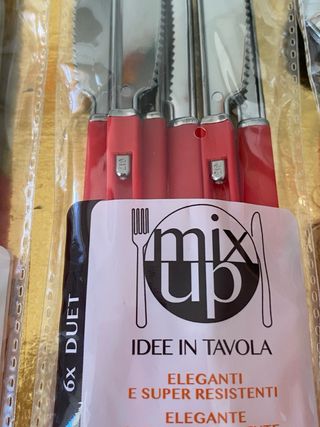 mix
up
IDEE IN TAVOLA
6x DUET
ELEGANTI
E SUPER RESISTENTI
ELEGANTE